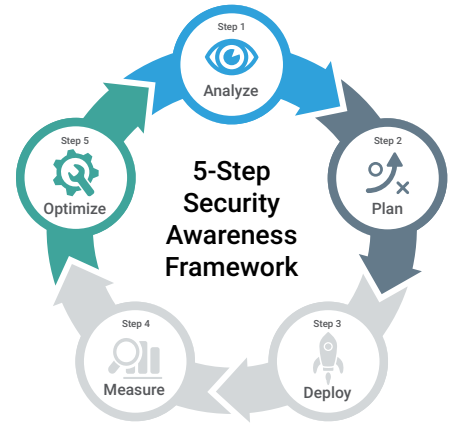 Step 1
Analyze
Step 2
Plan
Step 3
Deploy
Step 4
Measure
Step 5
Optimize
5-Step
Security
Awareness
Framework